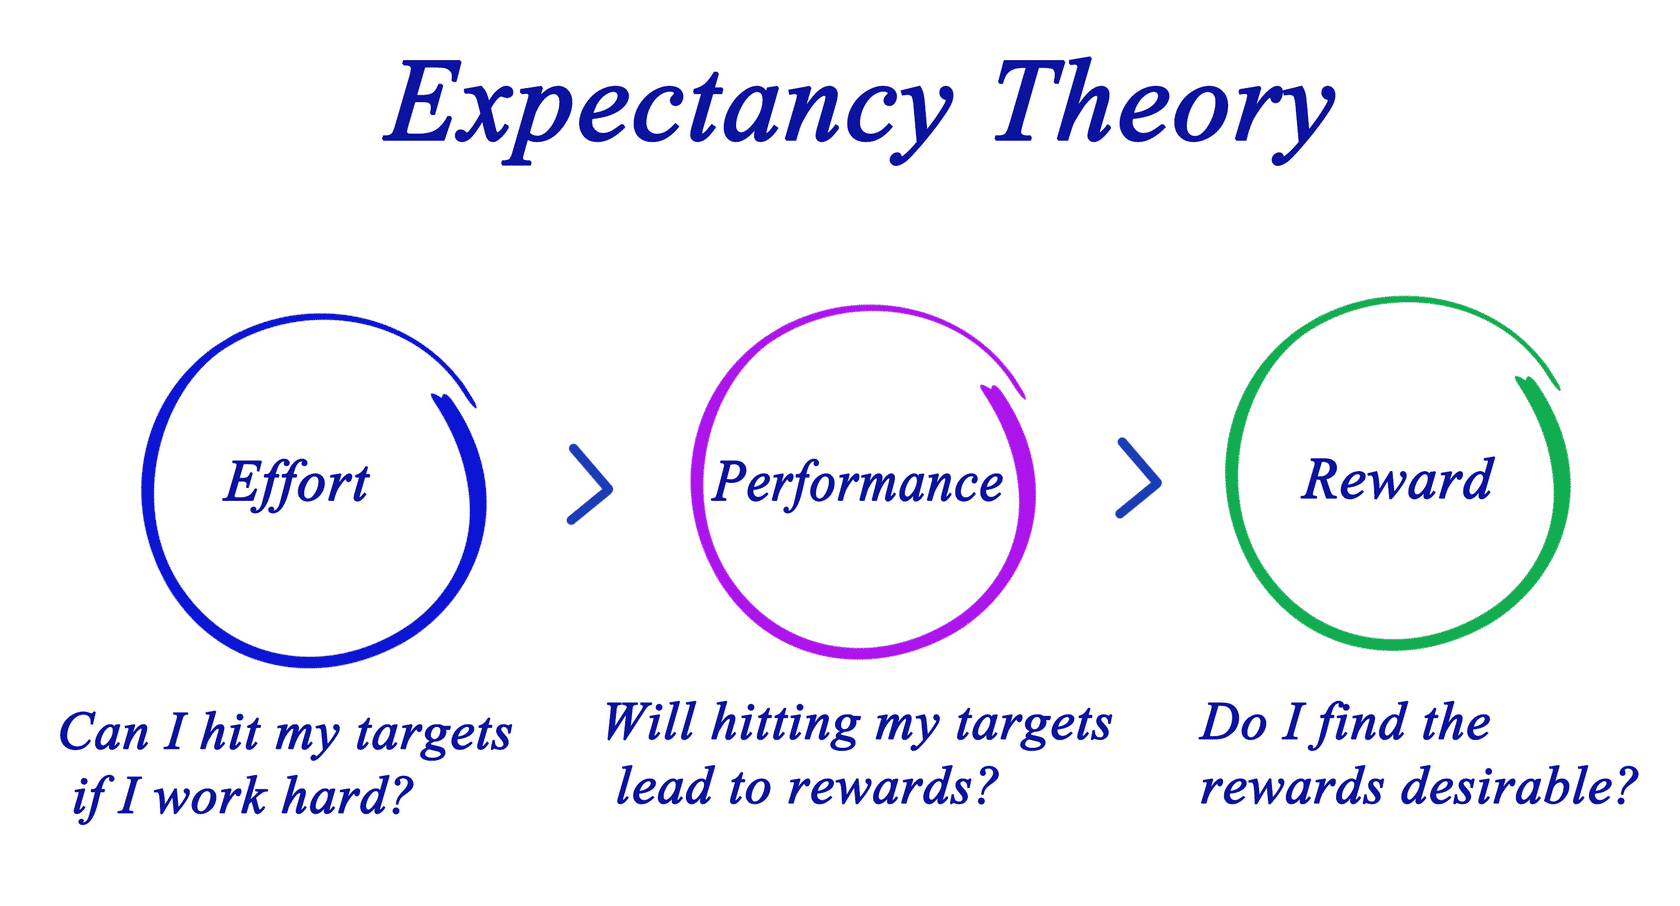 Expectancy Theory
Effort
Performance
Reward
Can I hit my targets
if I work hard?
Will hitting my targets
lead to rewards?
Do I find the
rewards desirable?